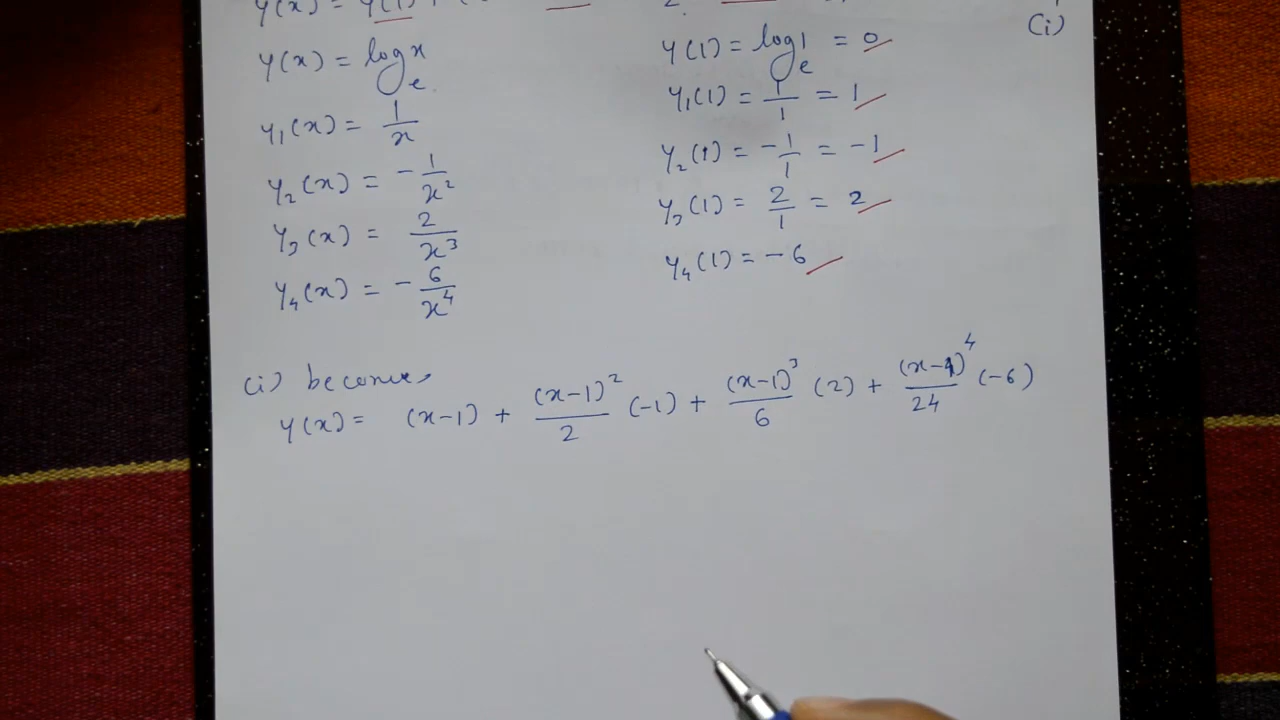 y(x) = y(1)
(i)
y(x) = log_e x
y(1) = log_e 1 = 0
y₁(x) = 1/x
y₁(1) = 1/1 = 1
y₂(x) = -1/x²
y₂(1) = -1/1 = -1
y₃(x) = 2/x³
y₃(1) = 2/1 = 2
y₄(x) = -6/x⁴
y₄(1) = -6
(i) becomes
y(x) = (x-1) + (x-1)²/2 (-1) + (x-1)³/6 (2) + (x-1)⁴/24 (-6)